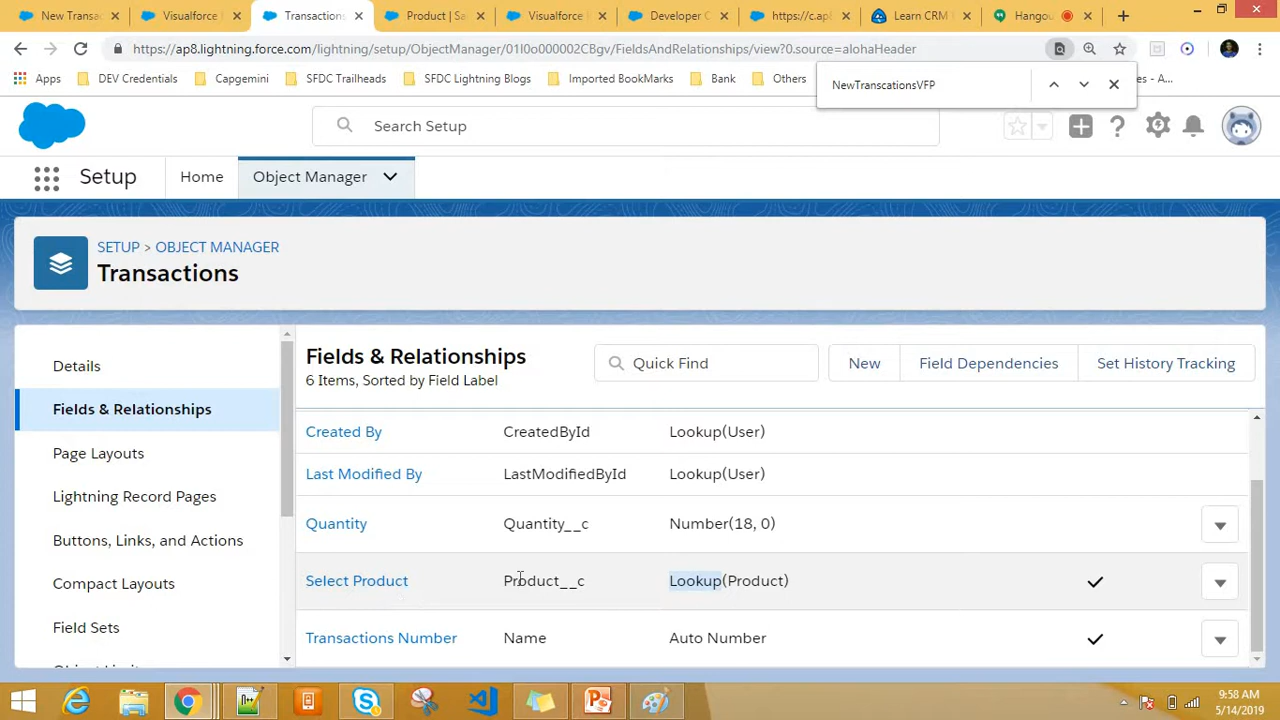 New Transac
Visualforce
Transactions
Product | Sa
Visualforce
Developer C
https://c.ap8
Learn CRM
Hangou
https://ap8.lightning.force.com/lightning/setup/ObjectManager/01I0o000002CBgv/FieldsAndRelationships/view?0.source=alohaHeader
Apps
DEV Credentials
Capgemini
SFDC Trailheads
SFDC Lightning Blogs
Imported BookMarks
Bank
Others
- A...
NewTranscationsVFP
Search Setup
Setup
Home
Object Manager
SETUP > OBJECT MANAGER
Transactions
Details
Fields & Relationships
Page Layouts
Lightning Record Pages
Buttons, Links, and Actions
Compact Layouts
Field Sets
Fields & Relationships
6 Items, Sorted by Field Label
Quick Find
New
Field Dependencies
Set History Tracking
Created By CreatedById Lookup(User)
Last Modified By LastModifiedById Lookup(User)
Quantity Quantity__c Number(18, 0)
Select Product Product__c Lookup(Product)
Transactions Number Name Auto Number
9:58 AM
5/14/2019